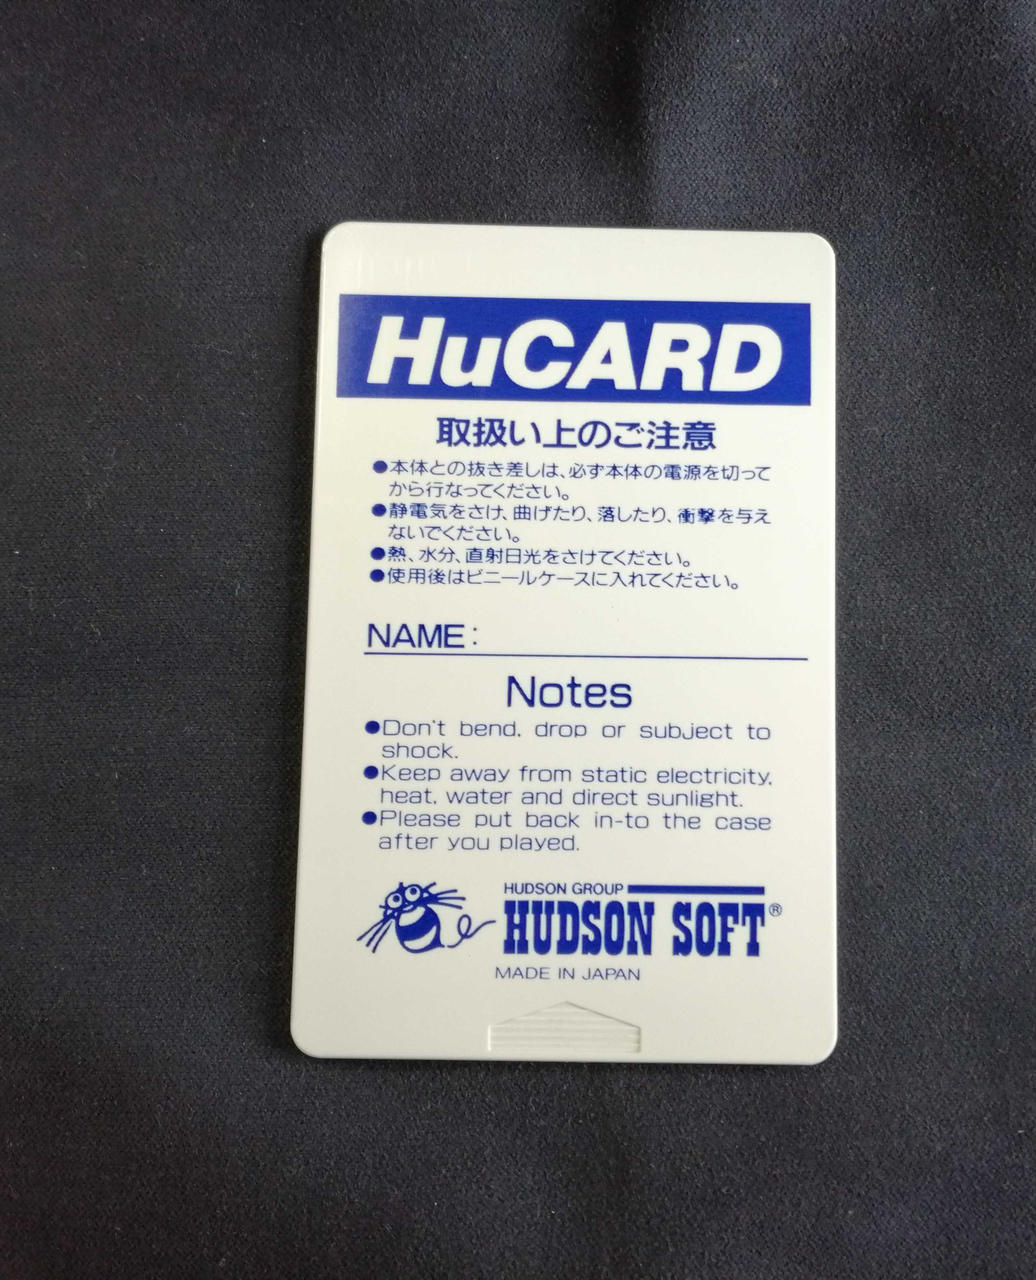 HuCARD
取扱い上のご注意
●本体との抜き差しは、必ず本体の電源を切って
から行なってください。
●静電気をさけ、曲げたり、落したり、衝撃を与え
ないでください。
●熱、水分、直射日光をさけてください。
●使用後はビニールケースに入れてください。
NAME:
Notes
●Don't bend, drop or subject to
shock.
●Keep away from static electricity,
heat, water and direct sunlight.
●Please put back in-to the case
after you played.
HUDSON GROUP
HUDSON SOFT®
MADE IN JAPAN